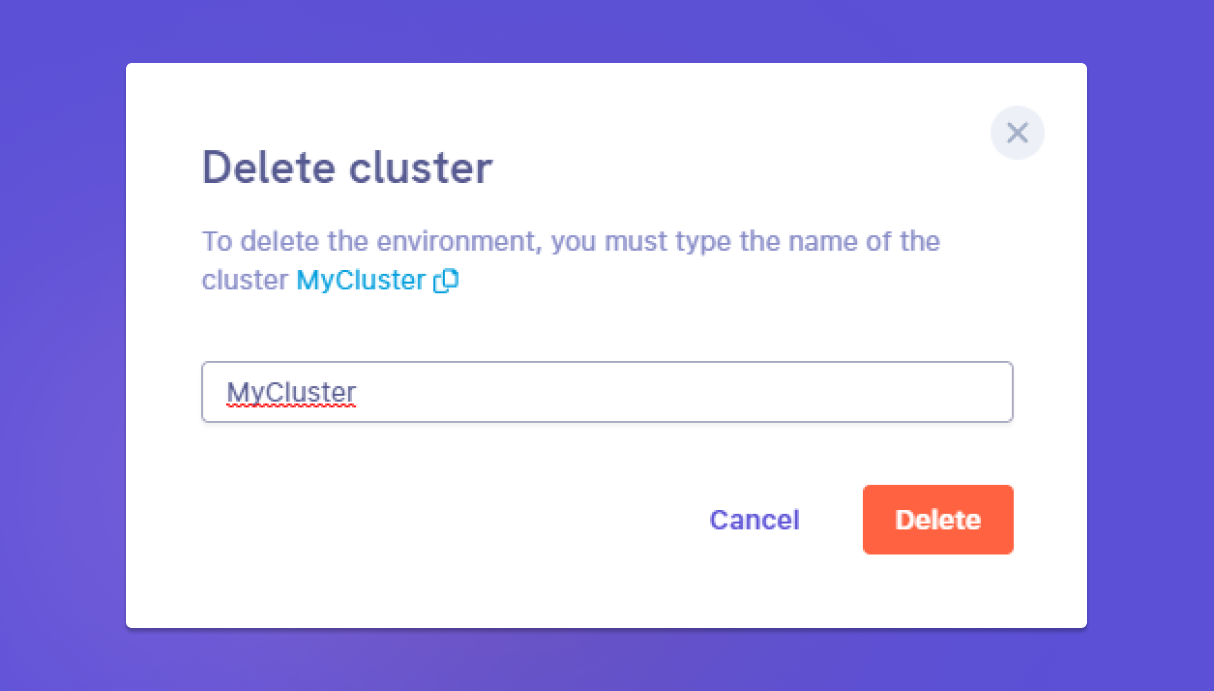 Delete cluster
To delete the environment, you must type the name of the
cluster MyCluster
MyCluster
Cancel
Delete